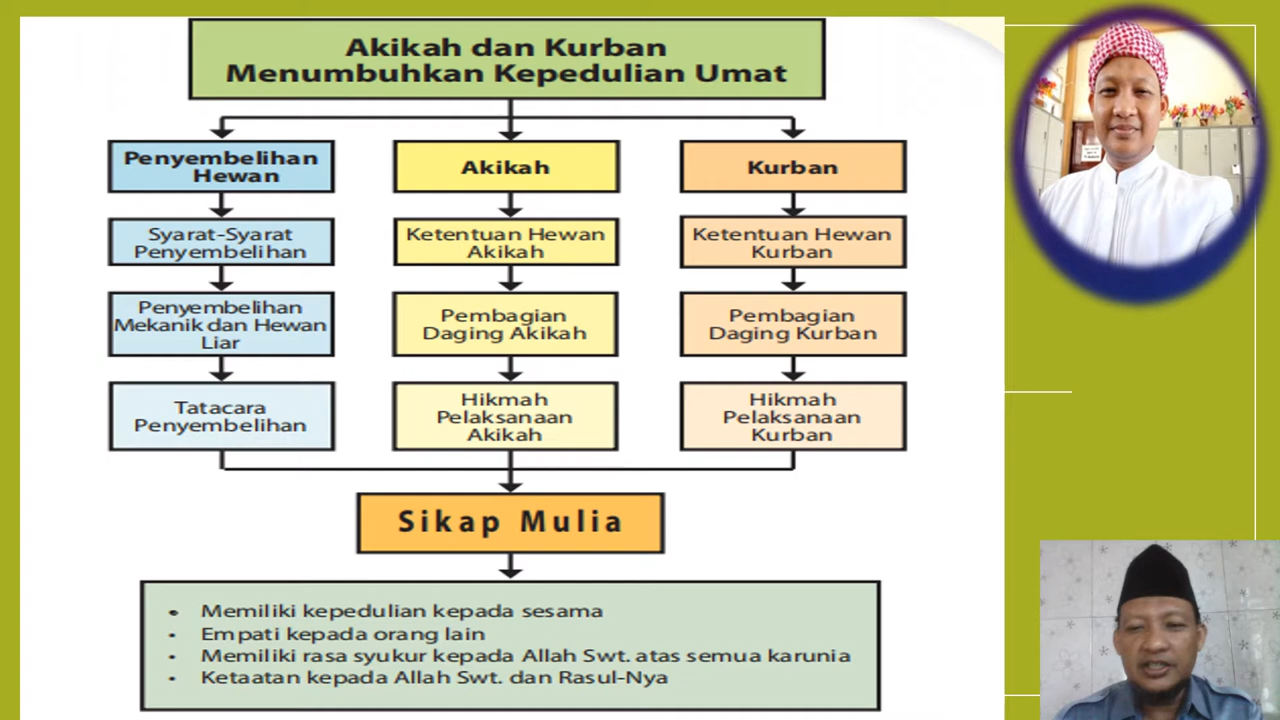 Akikah dan Kurban
Menumbuhkan Kepedulian Umat
Penyembelihan
Hewan
Akikah
Kurban
Syarat-Syarat
Penyembelihan
Ketentuan Hewan
Akikah
Ketentuan Hewan
Kurban
Penyembelihan
Mekanik dan Hewan
Liar
Pembagian
Daging Akikah
Pembagian
Daging Kurban
Tatacara
Penyembelihan
Hikmah
Pelaksanaan
Akikah
Hikmah
Pelaksanaan
Kurban
Sikap Mulia
• Memiliki kepedulian kepada sesama
• Empati kepada orang lain
• Memiliki rasa syukur kepada Allah Swt. atas semua karunia
• Ketaatan kepada Allah Swt. dan Rasul-Nya